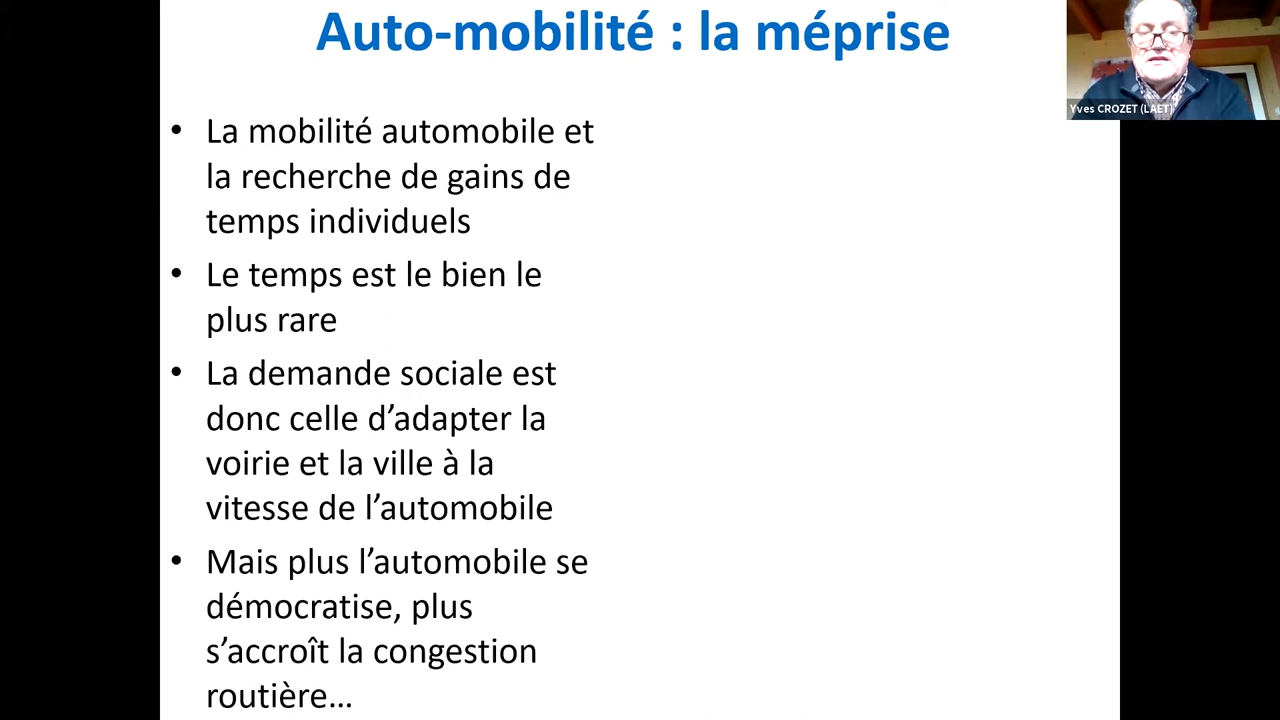 Auto-mobilité : la méprise
Yves CROZET (LAET)
• La mobilité automobile et
la recherche de gains de
temps individuels
• Le temps est le bien le
plus rare
• La demande sociale est
donc celle d’adapter la
voirie et la ville à la
vitesse de l’automobile
• Mais plus l’automobile se
démocratise, plus
s’accroît la congestion
routière…